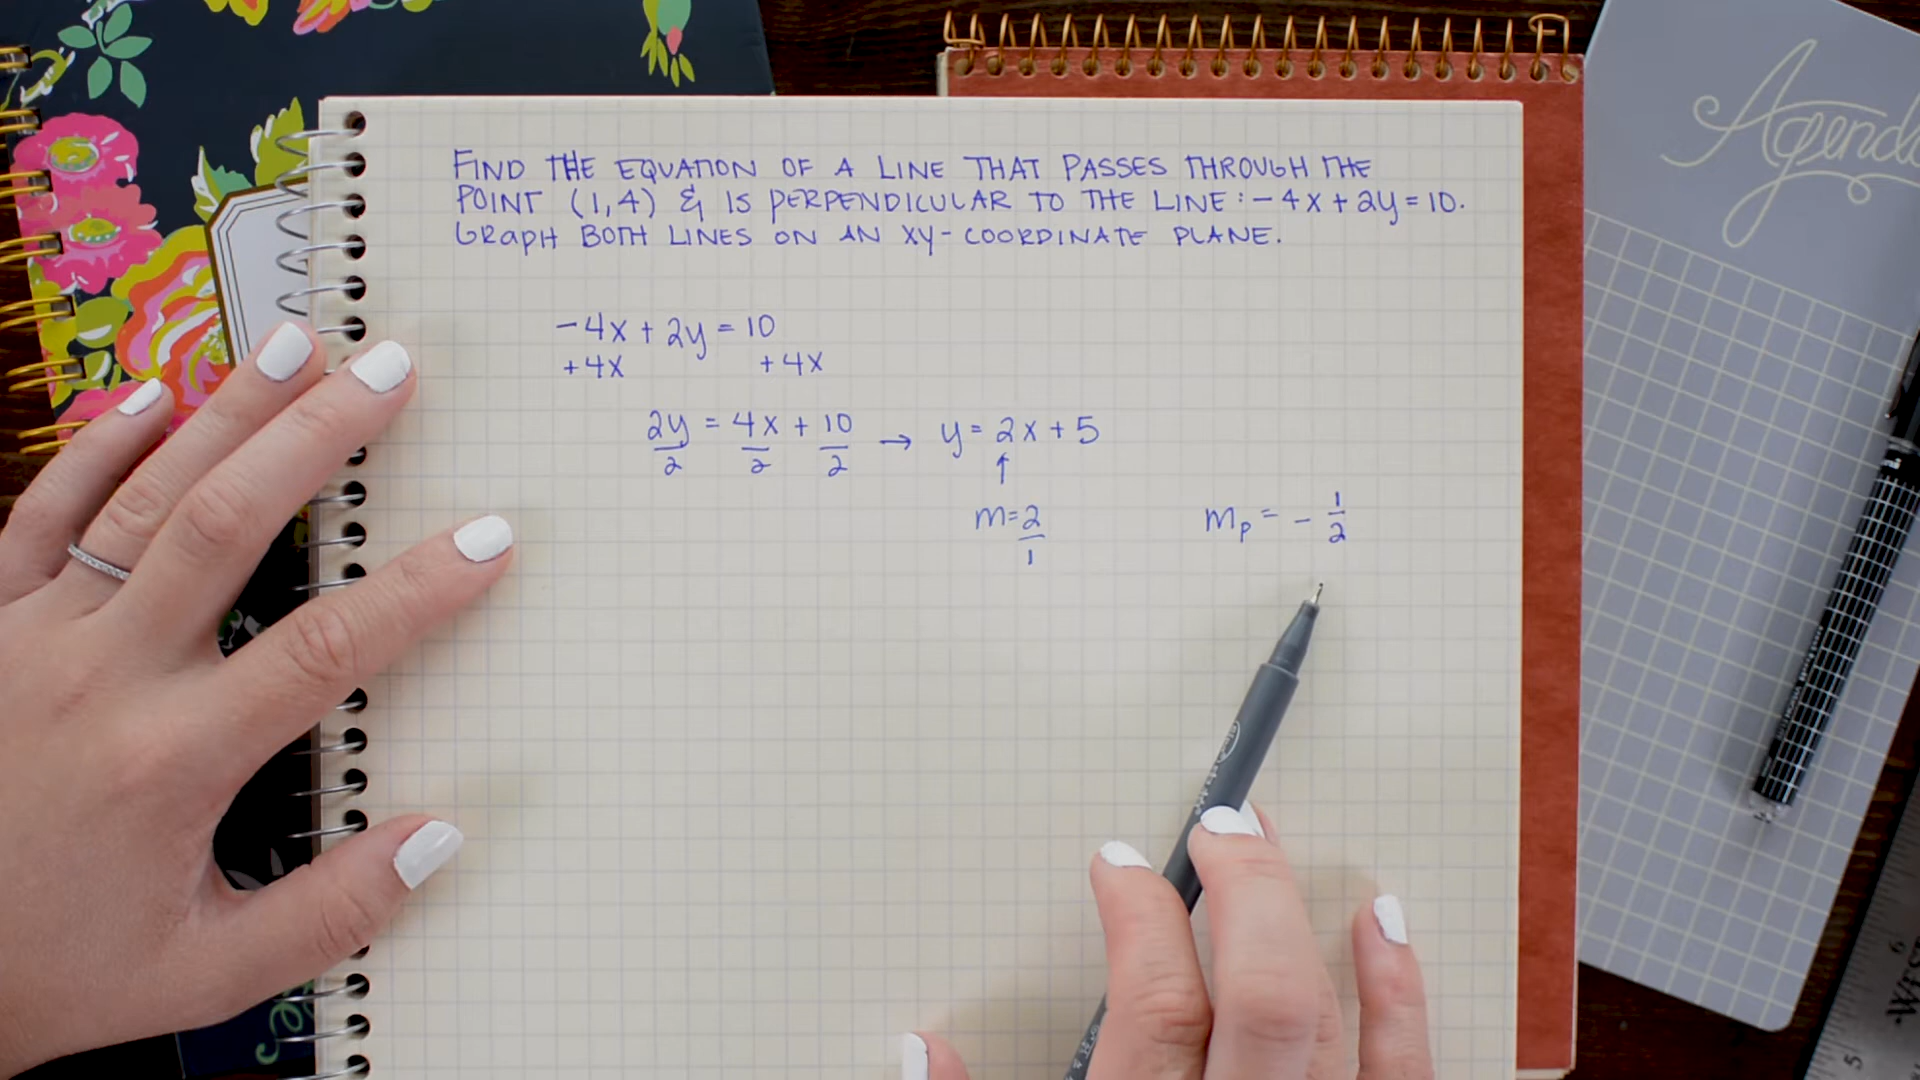 FIND THE EQUATION OF A LINE THAT PASSES THROUGH THE
POINT (1,4) & IS PERPENDICULAR TO THE LINE: -4x + 2y = 10.
GRAPH BOTH LINES ON AN XY-COORDINATE PLANE.
-4x + 2y = 10
+4x +4x
2y/2 = 4x/2 + 10/2 → y = 2x + 5
↑
m = 2/1 mp = - 1/2
Agenda
6
5